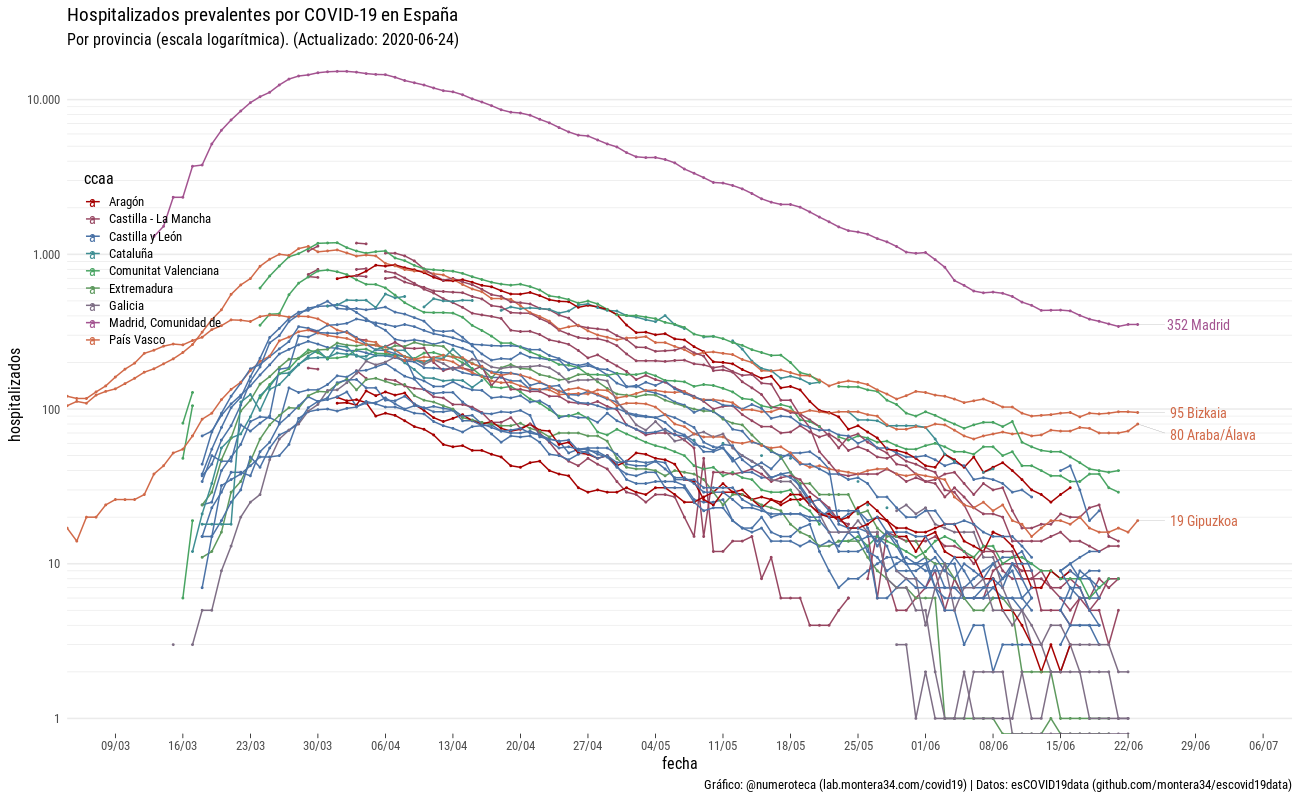 Hospitalizados prevalentes por COVID-19 en España
Por provincia (escala logarítmica). (Actualizado: 2020-06-24)
hospitalizados
10.000
1.000
100
10
1
ccaa
Aragón
Castilla - La Mancha
Castilla y León
Cataluña
Comunitat Valenciana
Extremadura
Galicia
Madrid, Comunidad de
País Vasco
352 Madrid
95 Bizkaia
80 Araba/Álava
19 Gipuzkoa
09/03 16/03 23/03 30/03 06/04 13/04 20/04 27/04 04/05 11/05 18/05 25/05 01/06 08/06 15/06 22/06 29/06 06/07
fecha
Gráfico: @numeroteca (lab.montera34.com/covid19) | Datos: esCOVID19data (github.com/montera34/escovid19data)